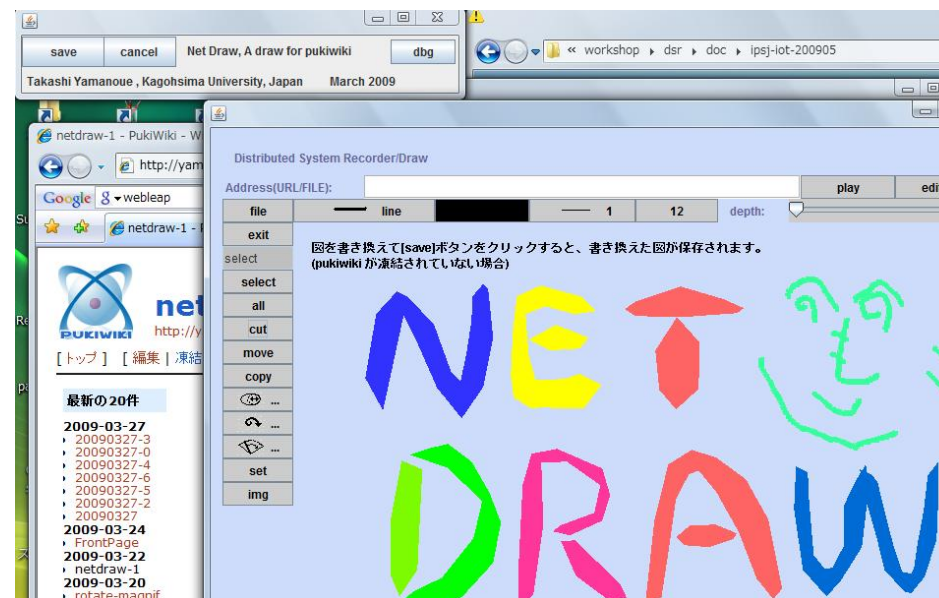 save
cancel
Net Draw, A draw for pukiwiki
dbg
Takashi Yamanoue , Kagohsima University, Japan March 2009
« workshop ▸ dsr ▸ doc ▸ ipsj-iot-200905
netdraw-1 - PukiWiki - W
http://yam
Google
webleap
netdraw-1 -
PUKIWIKI
net
http://y
[ トップ ] [ 編集 | 凍結
最新の20件
2009-03-27
20090327-3
20090327-0
20090327-4
20090327-6
20090327-5
20090327-2
20090327
2009-03-24
FrontPage
2009-03-22
netdraw-1
2009-03-20
rotate-magnif
Distributed System Recorder/Draw
Address(URL/FILE):
play
edi
file
line
1
12
depth:
exit
select
select
all
cut
move
copy
...
...
...
set
img
図を書き換えて[save]ボタンをクリックすると、書き換えた図が保存されます。
(pukiwiki が凍結されていない場合)
NET
DRAW